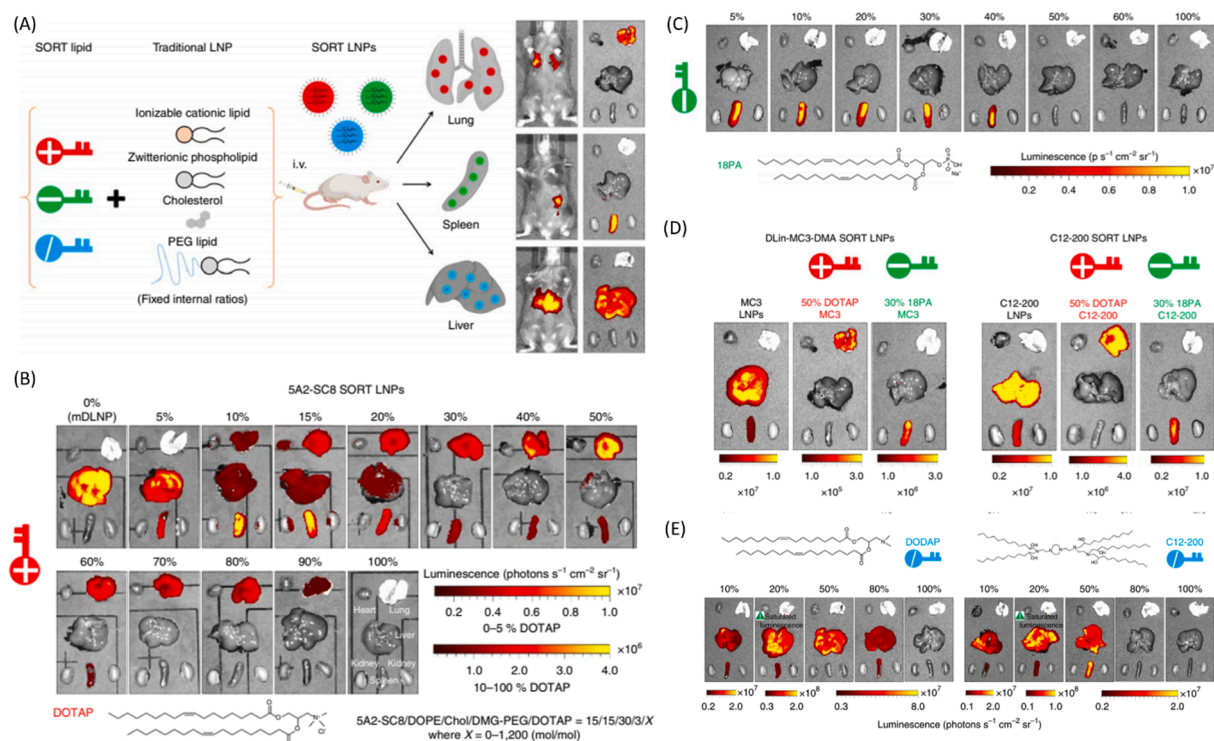 (A)
SORT lipid
Traditional LNP
SORT LNPs
Ionizable cationic lipid
Zwitterionic phospholipid
Cholesterol
PEG lipid
(Fixed internal ratios)
i.v.
Lung
Spleen
Liver
(B)
5A2-SC8 SORT LNPs
0% 5% 10% 15% 20% 30% 40% 50%
(mDLNP)
60% 70% 80% 90% 100%
Heart Lung
Liver
Kidney Kidney
Spleen
Luminescence (photons s⁻¹ cm⁻² sr⁻¹)
×10⁷
0.2 0.4 0.6 0.8 1.0
0–5 % DOTAP
×10⁶
1.0 2.0 3.0 4.0
10–100 % DOTAP
DOTAP
N⁺
Cl⁻
5A2-SC8/DOPE/Chol/DMG-PEG/DOTAP = 15/15/30/3/X
where X = 0–1,200 (mol/mol)
(C)
5% 10% 20% 30% 40% 50% 60% 100%
18PA
Luminescence (p s⁻¹ cm⁻² sr⁻¹)
0.2 0.4 0.6 0.8 1.0
×10⁷
(D)
DLin-MC3-DMA SORT LNPs
C12-200 SORT LNPs
MC3 50% DOTAP 30% 18PA
LNPs MC3 MC3
C12-200 50% DOTAP 30% 18PA
LNPs C12-200 C12-200
0.2 1.0 1.0 3.0 1.0 3.0
×10⁷ ×10⁵ ×10⁶
0.2 1.0 1.0 4.0 0.2 1.0
×10⁷ ×10⁶ ×10⁷
(E)
DODAP
C12-200
10% 20% 50% 80% 100%
Saturated
luminescence
10% 20% 50% 80% 100%
Saturated
luminescence
×10⁷ ×10⁸ ×10⁷
0.2 2.0 0.3 2.0 0.3 8.0
×10⁷ ×10⁸ ×10⁷
0.1 2.0 0.1 1.0 0.2 2.0
Luminescence (photons s⁻¹ cm⁻² sr⁻¹)